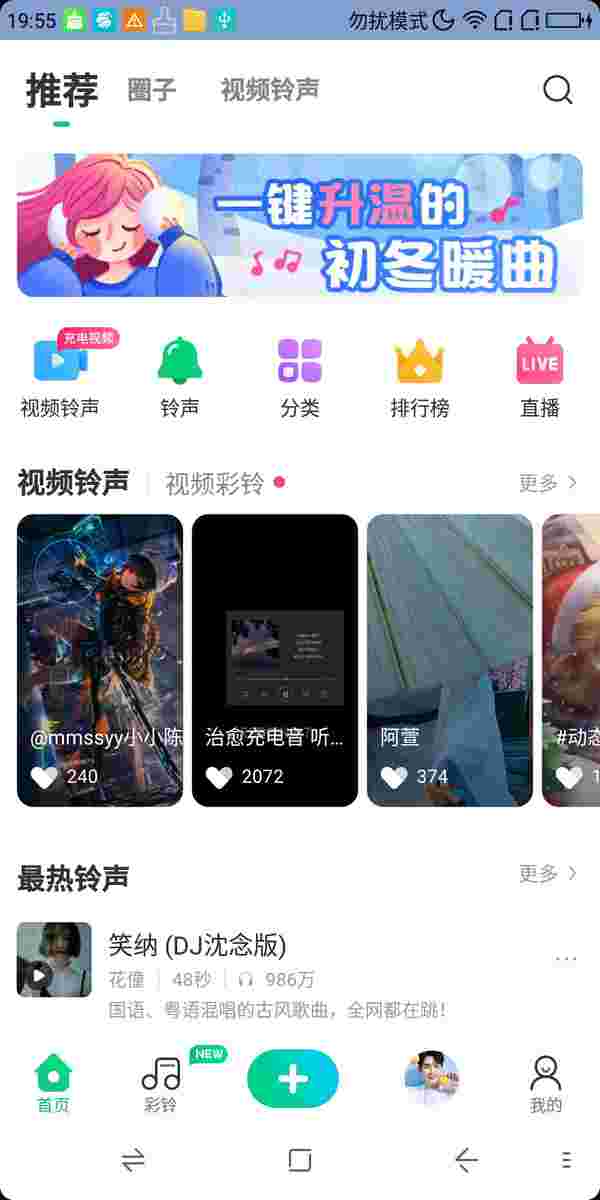 19:55
勿扰模式
推荐
圈子
视频铃声
一键升温的
初冬暖曲
充电视频
视频铃声
铃声
分类
排行榜
LIVE
直播
视频铃声
视频彩铃
更多
@mmssyy小小陈
240
治愈充电音 听...
2072
阿萱
374
#动态
1
最热铃声
更多
笑纳 (DJ沈念版)
花僮
48秒
986万
国语、粤语混唱的古风歌曲，全网都在跳！
首页
NEW
彩铃
我的